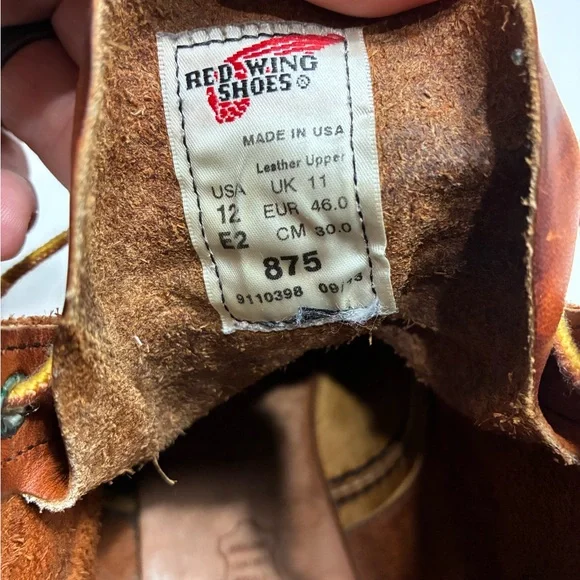 RED WING
SHOES®
MADE IN USA
Leather Upper
USA UK 11
12 EUR 46.0
E2 CM 30.0
875
9110398